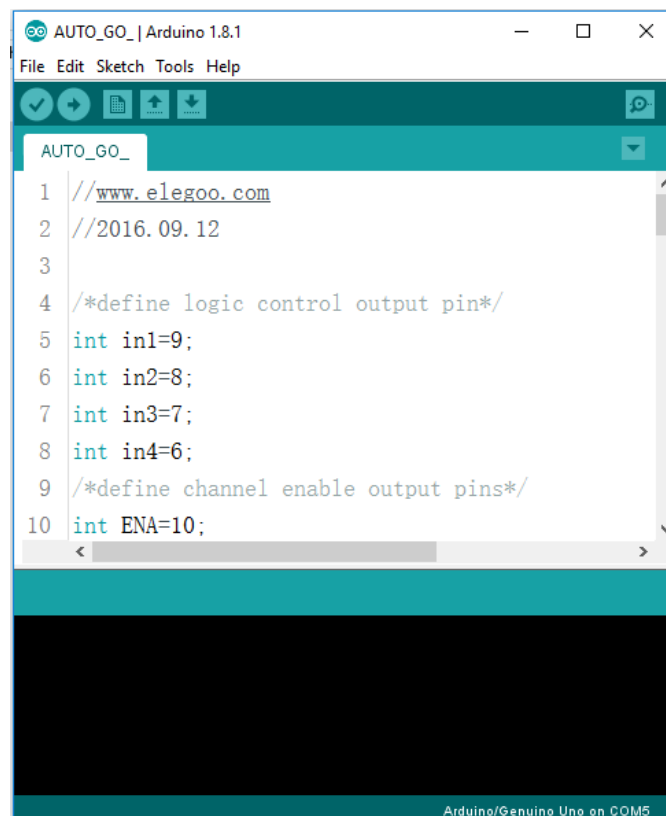 AUTO_GO_ | Arduino 1.8.1
File Edit Sketch Tools Help
AUTO_GO_
1 //www.elegoo.com
2 //2016.09.12
3
4 /*define logic control output pin*/
5 int in1=9;
6 int in2=8;
7 int in3=7;
8 int in4=6;
9 /*define channel enable output pins*/
10 int ENA=10;
Arduino/Genuino Uno on COM5